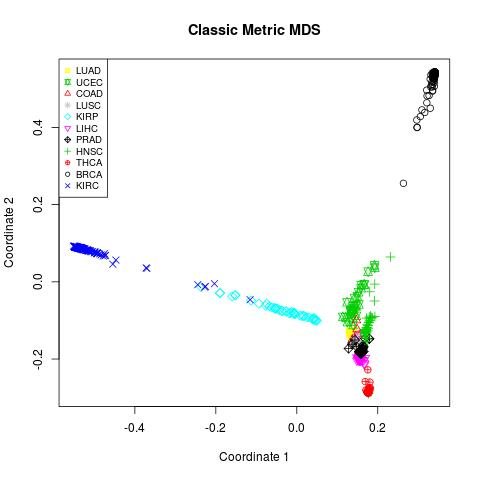 Classic Metric MDS
LUAD
UCEC
COAD
LUSC
KIRP
LIHC
PRAD
HNSC
THCA
BRCA
KIRC
0.4
0.2
0.0
-0.2
Coordinate 2
-0.4 -0.2 0.0 0.2
Coordinate 1